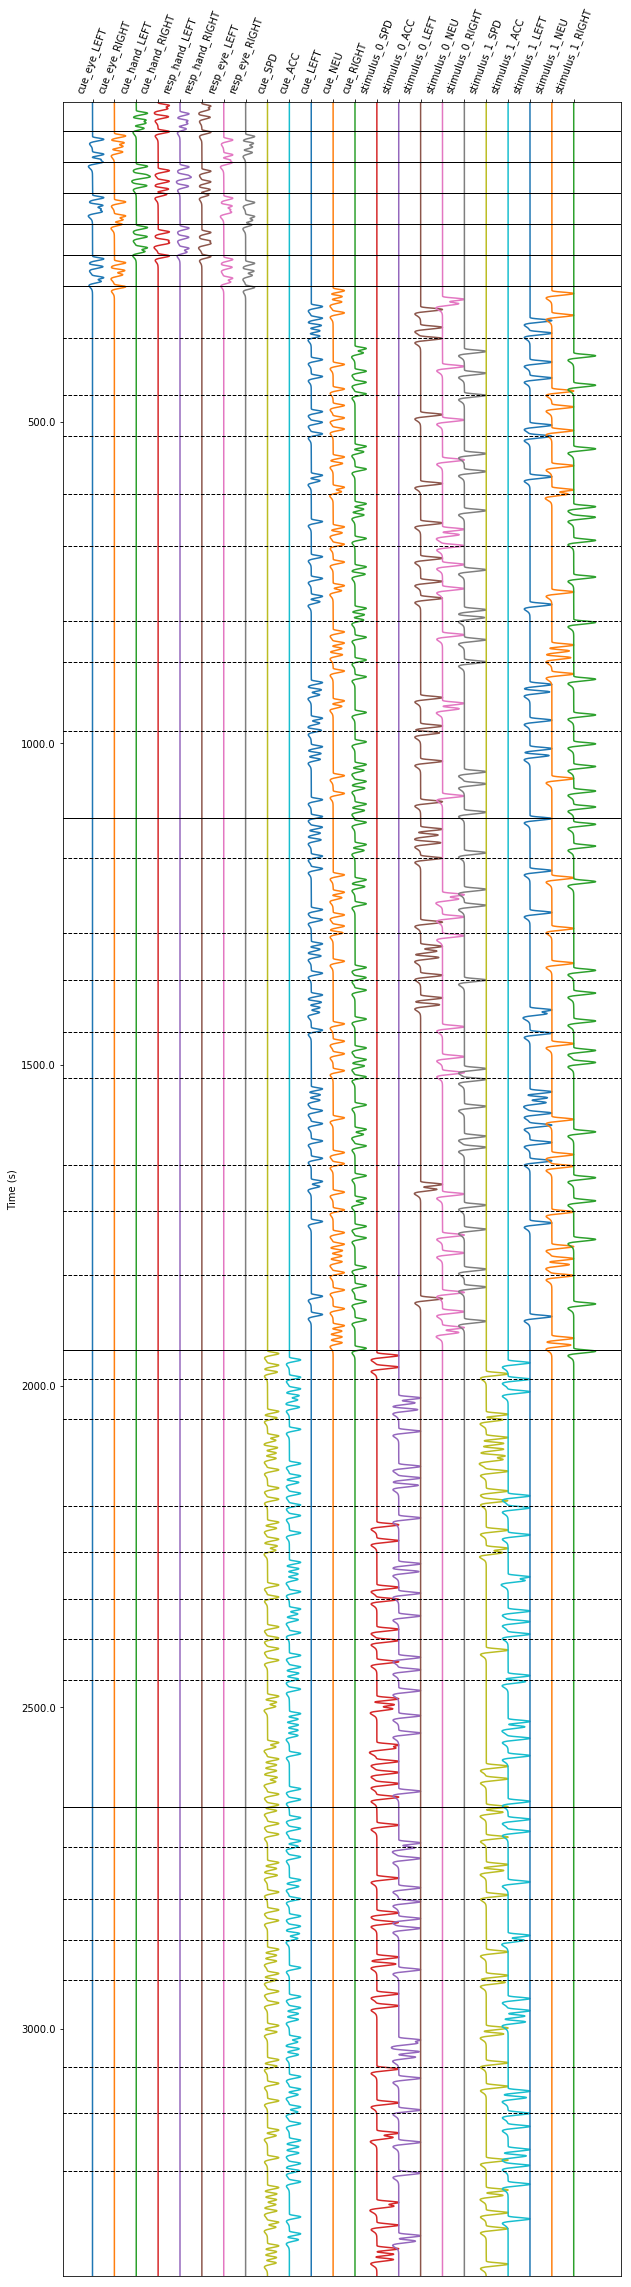 cue_eye_LEFT
cue_eye_RIGHT
cue_hand_LEFT
cue_hand_RIGHT
resp_hand_LEFT
resp_hand_RIGHT
resp_eye_LEFT
resp_eye_RIGHT
cue_SPD
cue_ACC
cue_LEFT
cue_NEU
cue_RIGHT
stimulus_0_SPD
stimulus_0_ACC
stimulus_0_LEFT
stimulus_0_NEU
stimulus_0_RIGHT
stimulus_1_SPD
stimulus_1_ACC
stimulus_1_LEFT
stimulus_1_NEU
stimulus_1_RIGHT
500.0
1000.0
1500.0
Time (s)
2000.0
2500.0
3000.0